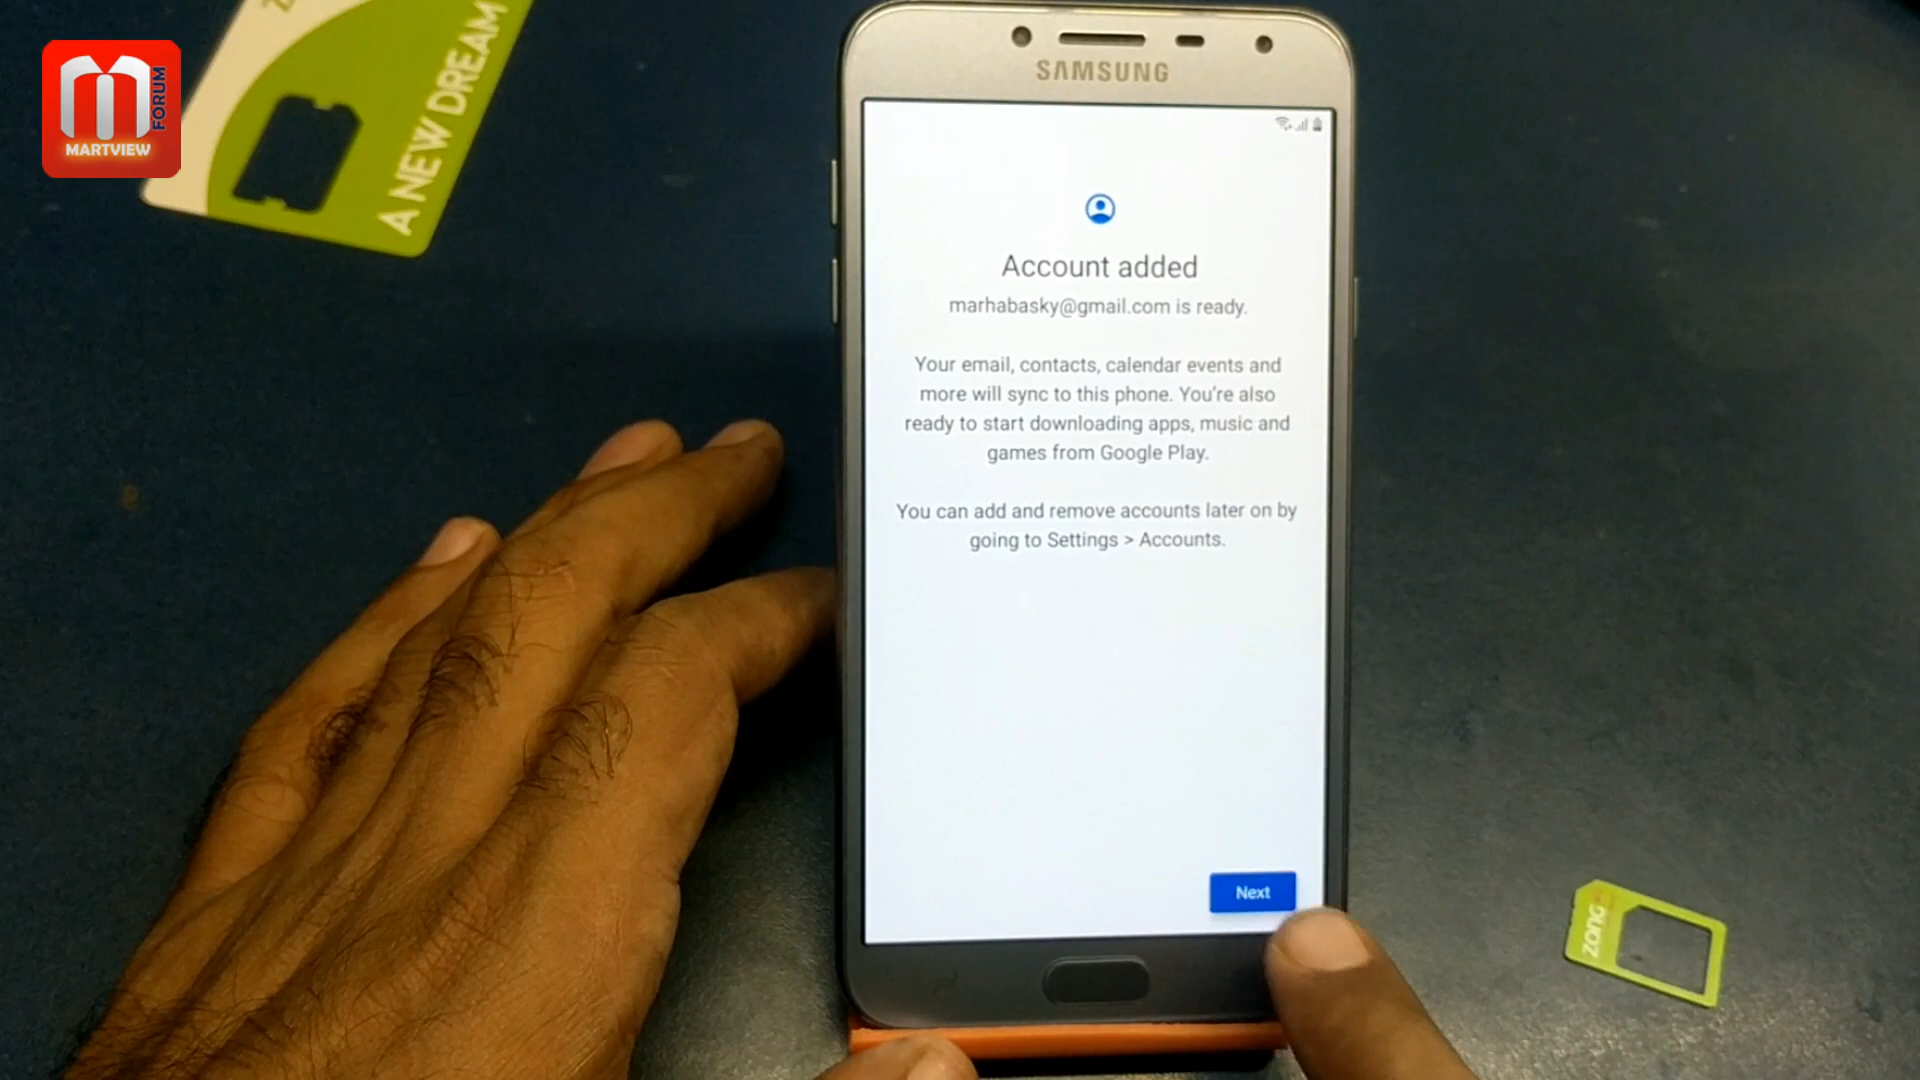 FORUM
MARTVIEW
A NEW DREAM
SAMSUNG
Account added
marhabasky@gmail.com is ready.
Your email, contacts, calendar events and
more will sync to this phone. You're also
ready to start downloading apps, music and
games from Google Play.
You can add and remove accounts later on by
going to Settings > Accounts.
Next
ZONG